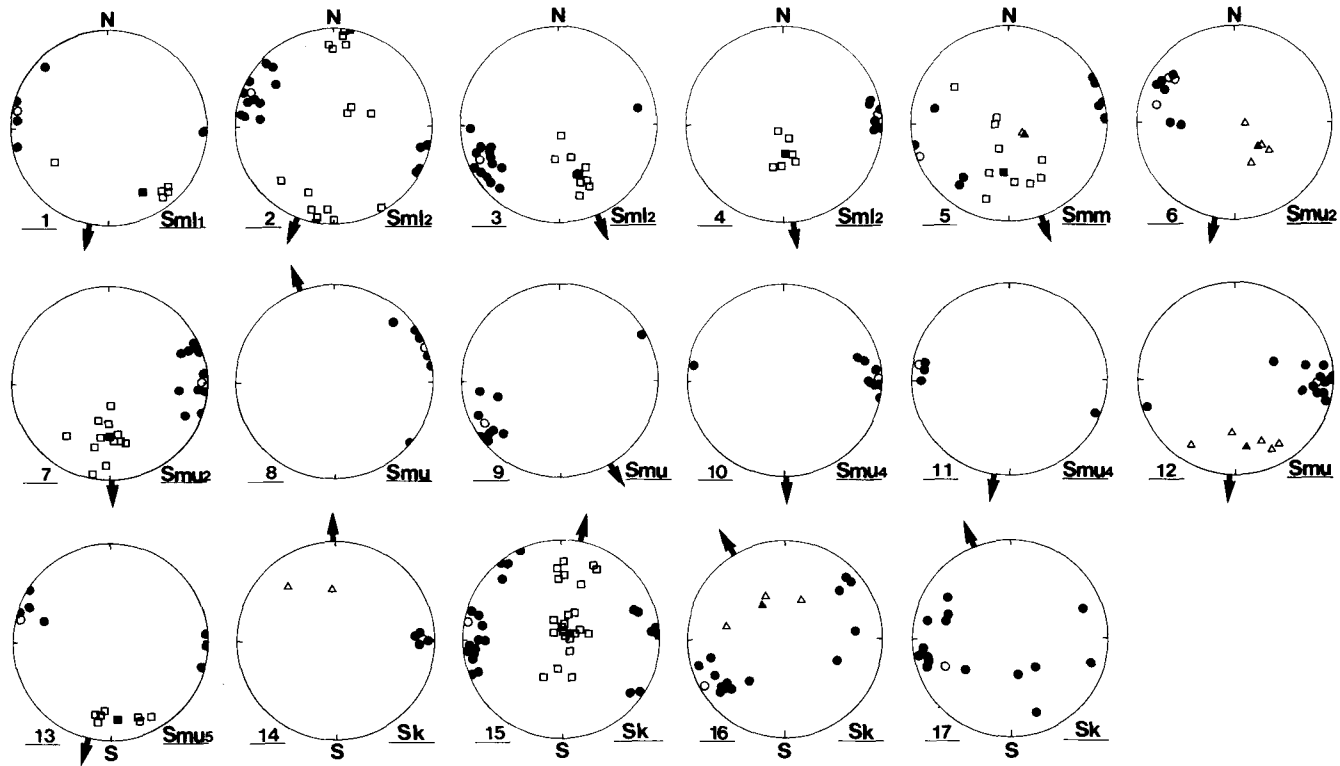 N N N N N
1 Sml1 2 Sml2 3 Sml2 4 Sml2 5 Smm 6 Smu2
7 Smu2 8 Smu 9 Smu 10 Smu4 11 Smu4 12 Smu
13 S Smu5 14 S Sk 15 S Sk 16 S Sk 17 S Sk